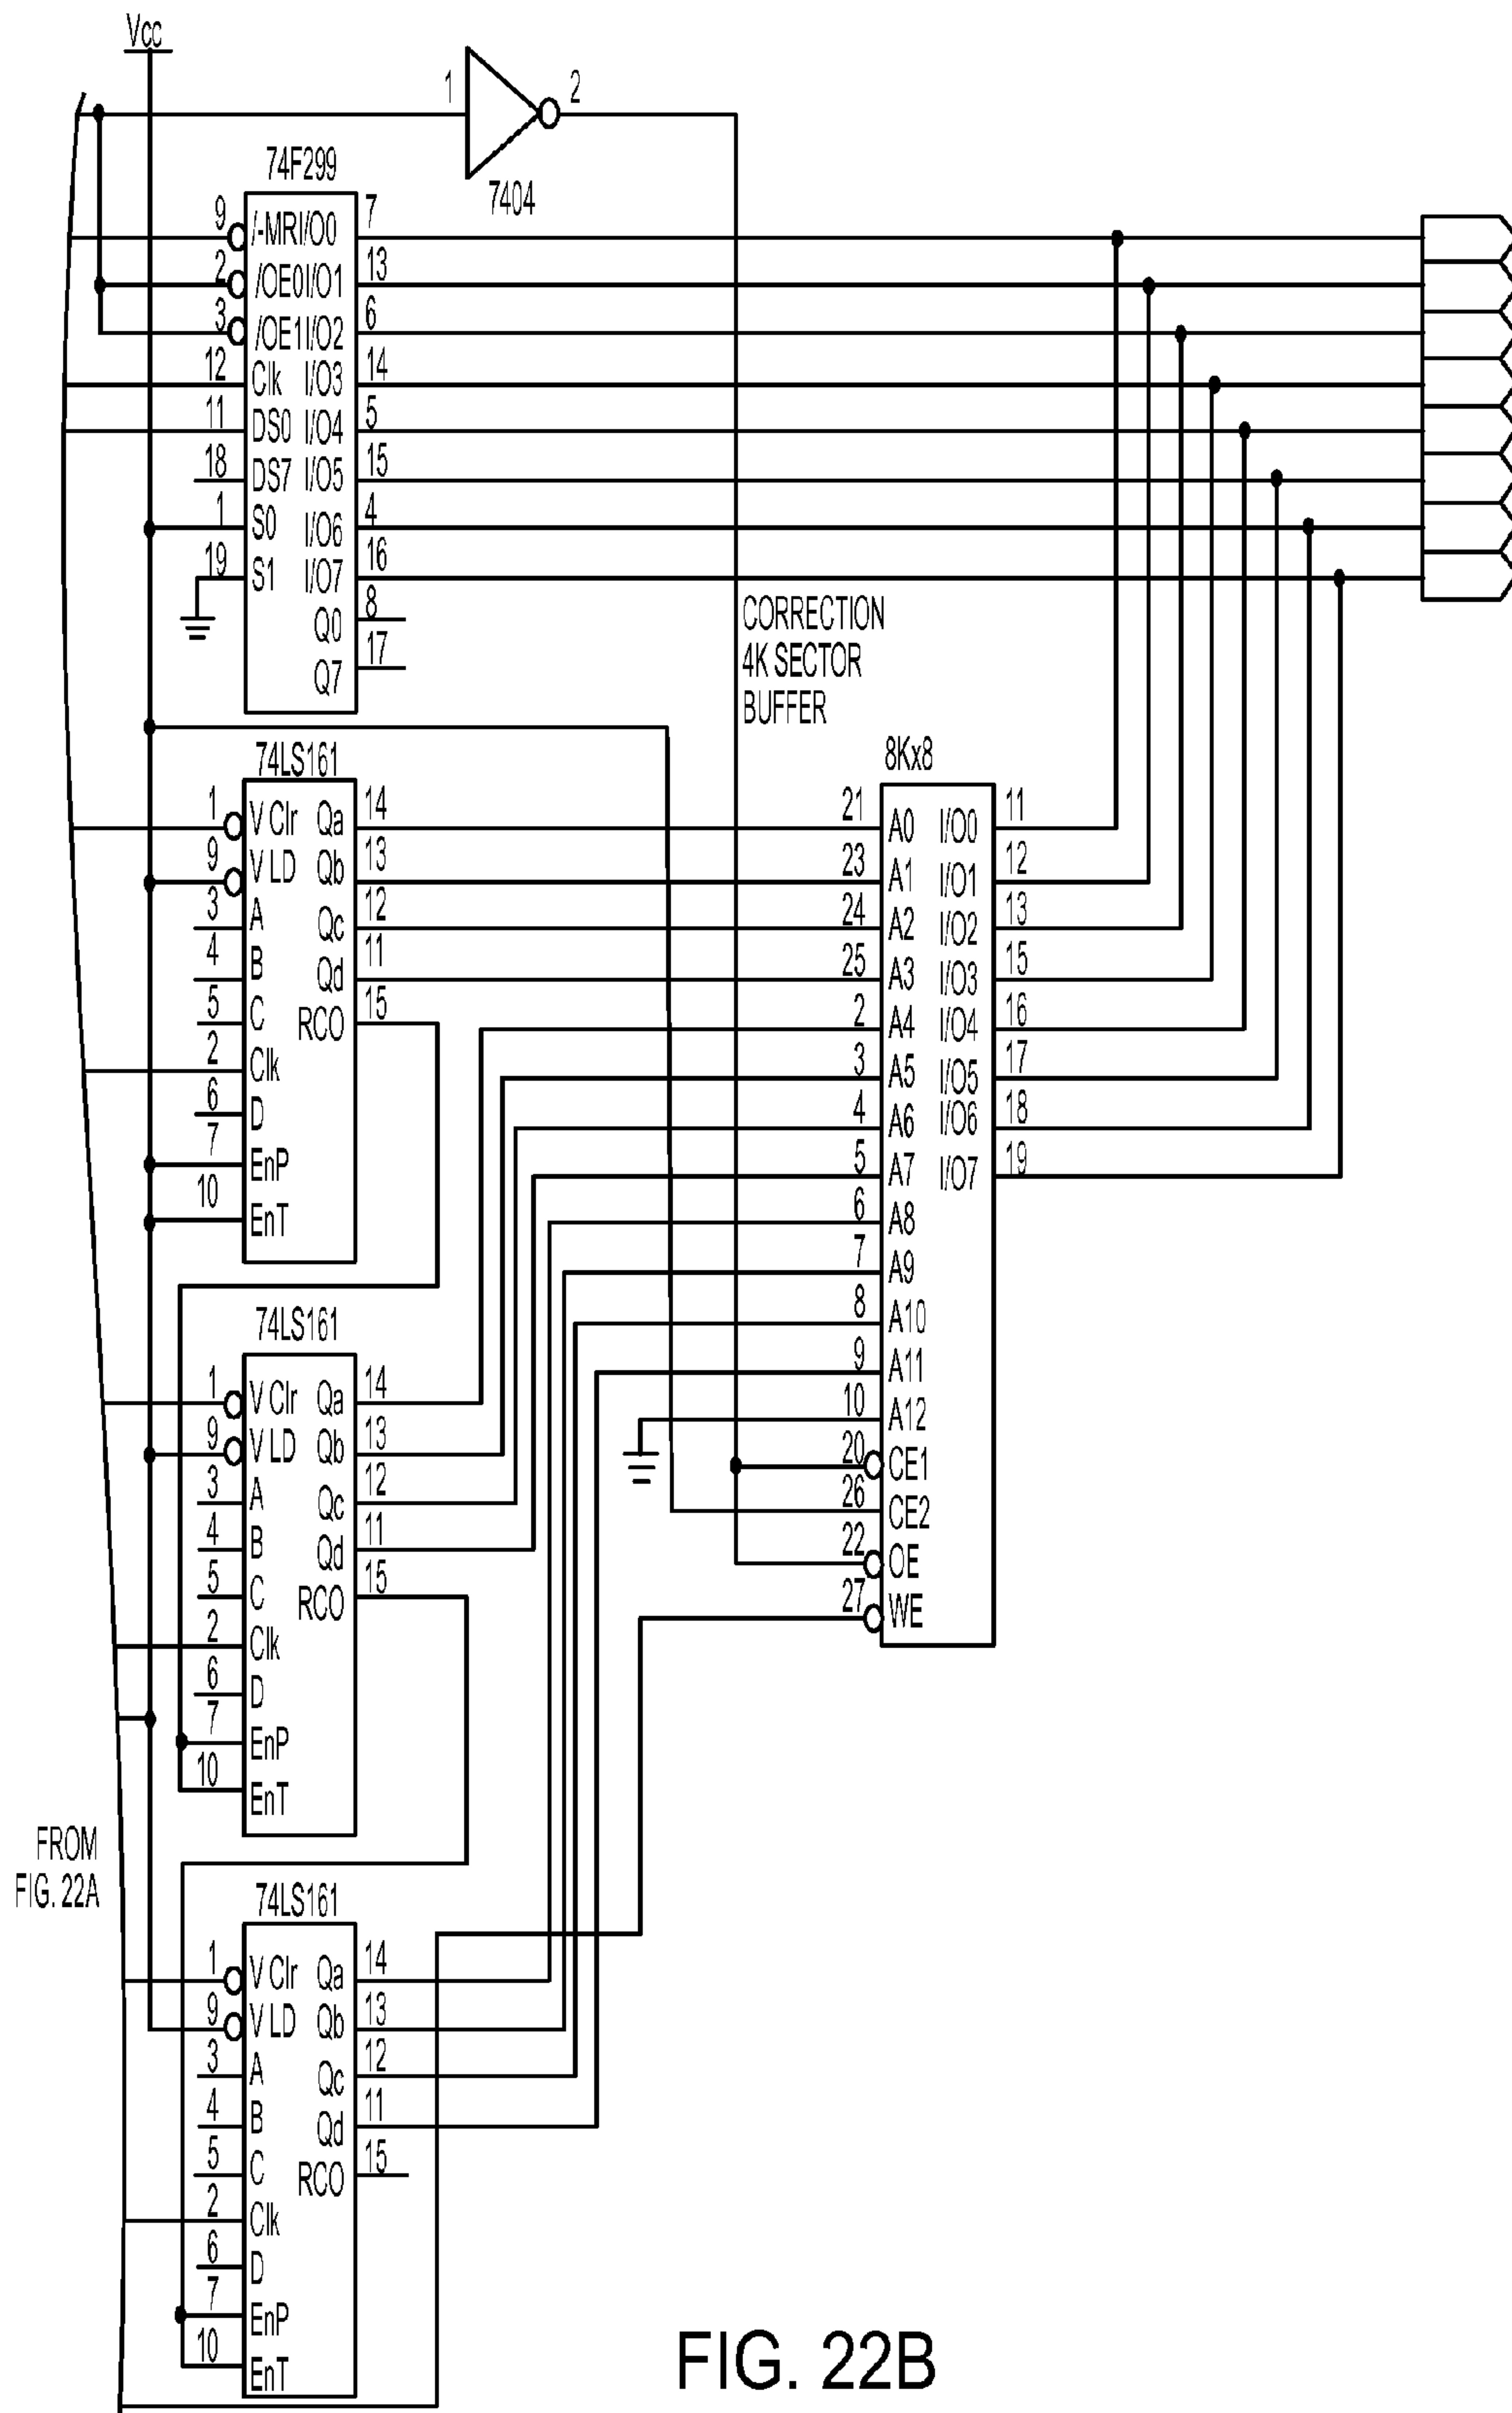 Vcc
1
2
7404
74F299
9 /-MR I/O0 7
2 /OE0 I/O1 13
3 /OE1 I/O2 6
12 Clk I/O3 14
11 DS0 I/O4 5
18 DS7 I/O5 15
1 S0 I/O6 4
19 S1 I/O7 16
Q0 8
Q7 17
CORRECTION
4K SECTOR
BUFFER
74LS161
1 V Clr Qa 14
9 V LD Qb 13
3 A Qc 12
4 B Qd 11
5 C RCO 15
2 Clk
6 D
7 EnP
10 EnT
8Kx8
21 A0 I/O0 11
23 A1 I/O1 12
24 A2 I/O2 13
25 A3 I/O3 15
2 A4 I/O4 16
3 A5 I/O5 17
4 A6 I/O6 18
5 A7 I/O7 19
6 A8
7 A9
8 A10
9 A11
10 A12
20 CE1
26 CE2
22 OE
27 WE
74LS161
1 V Clr Qa 14
9 V LD Qb 13
3 A Qc 12
4 B Qd 11
5 C RCO 15
2 Clk
6 D
7 EnP
10 EnT
FROM
FIG. 22A
74LS161
1 V Clr Qa 14
9 V LD Qb 13
3 A Qc 12
4 B Qd 11
5 C RCO 15
2 Clk
6 D
7 EnP
10 EnT
FIG. 22B